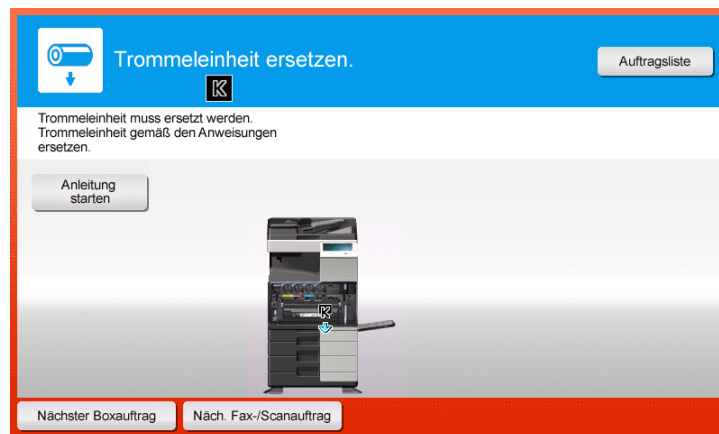 Trommeleinheit ersetzen.
Auftragsliste
K
Trommeleinheit muss ersetzt werden.
Trommeleinheit gemäß den Anweisungen
ersetzen.
Anleitung
starten
K
Nächster Boxauftrag
Näch. Fax-/Scanauftrag